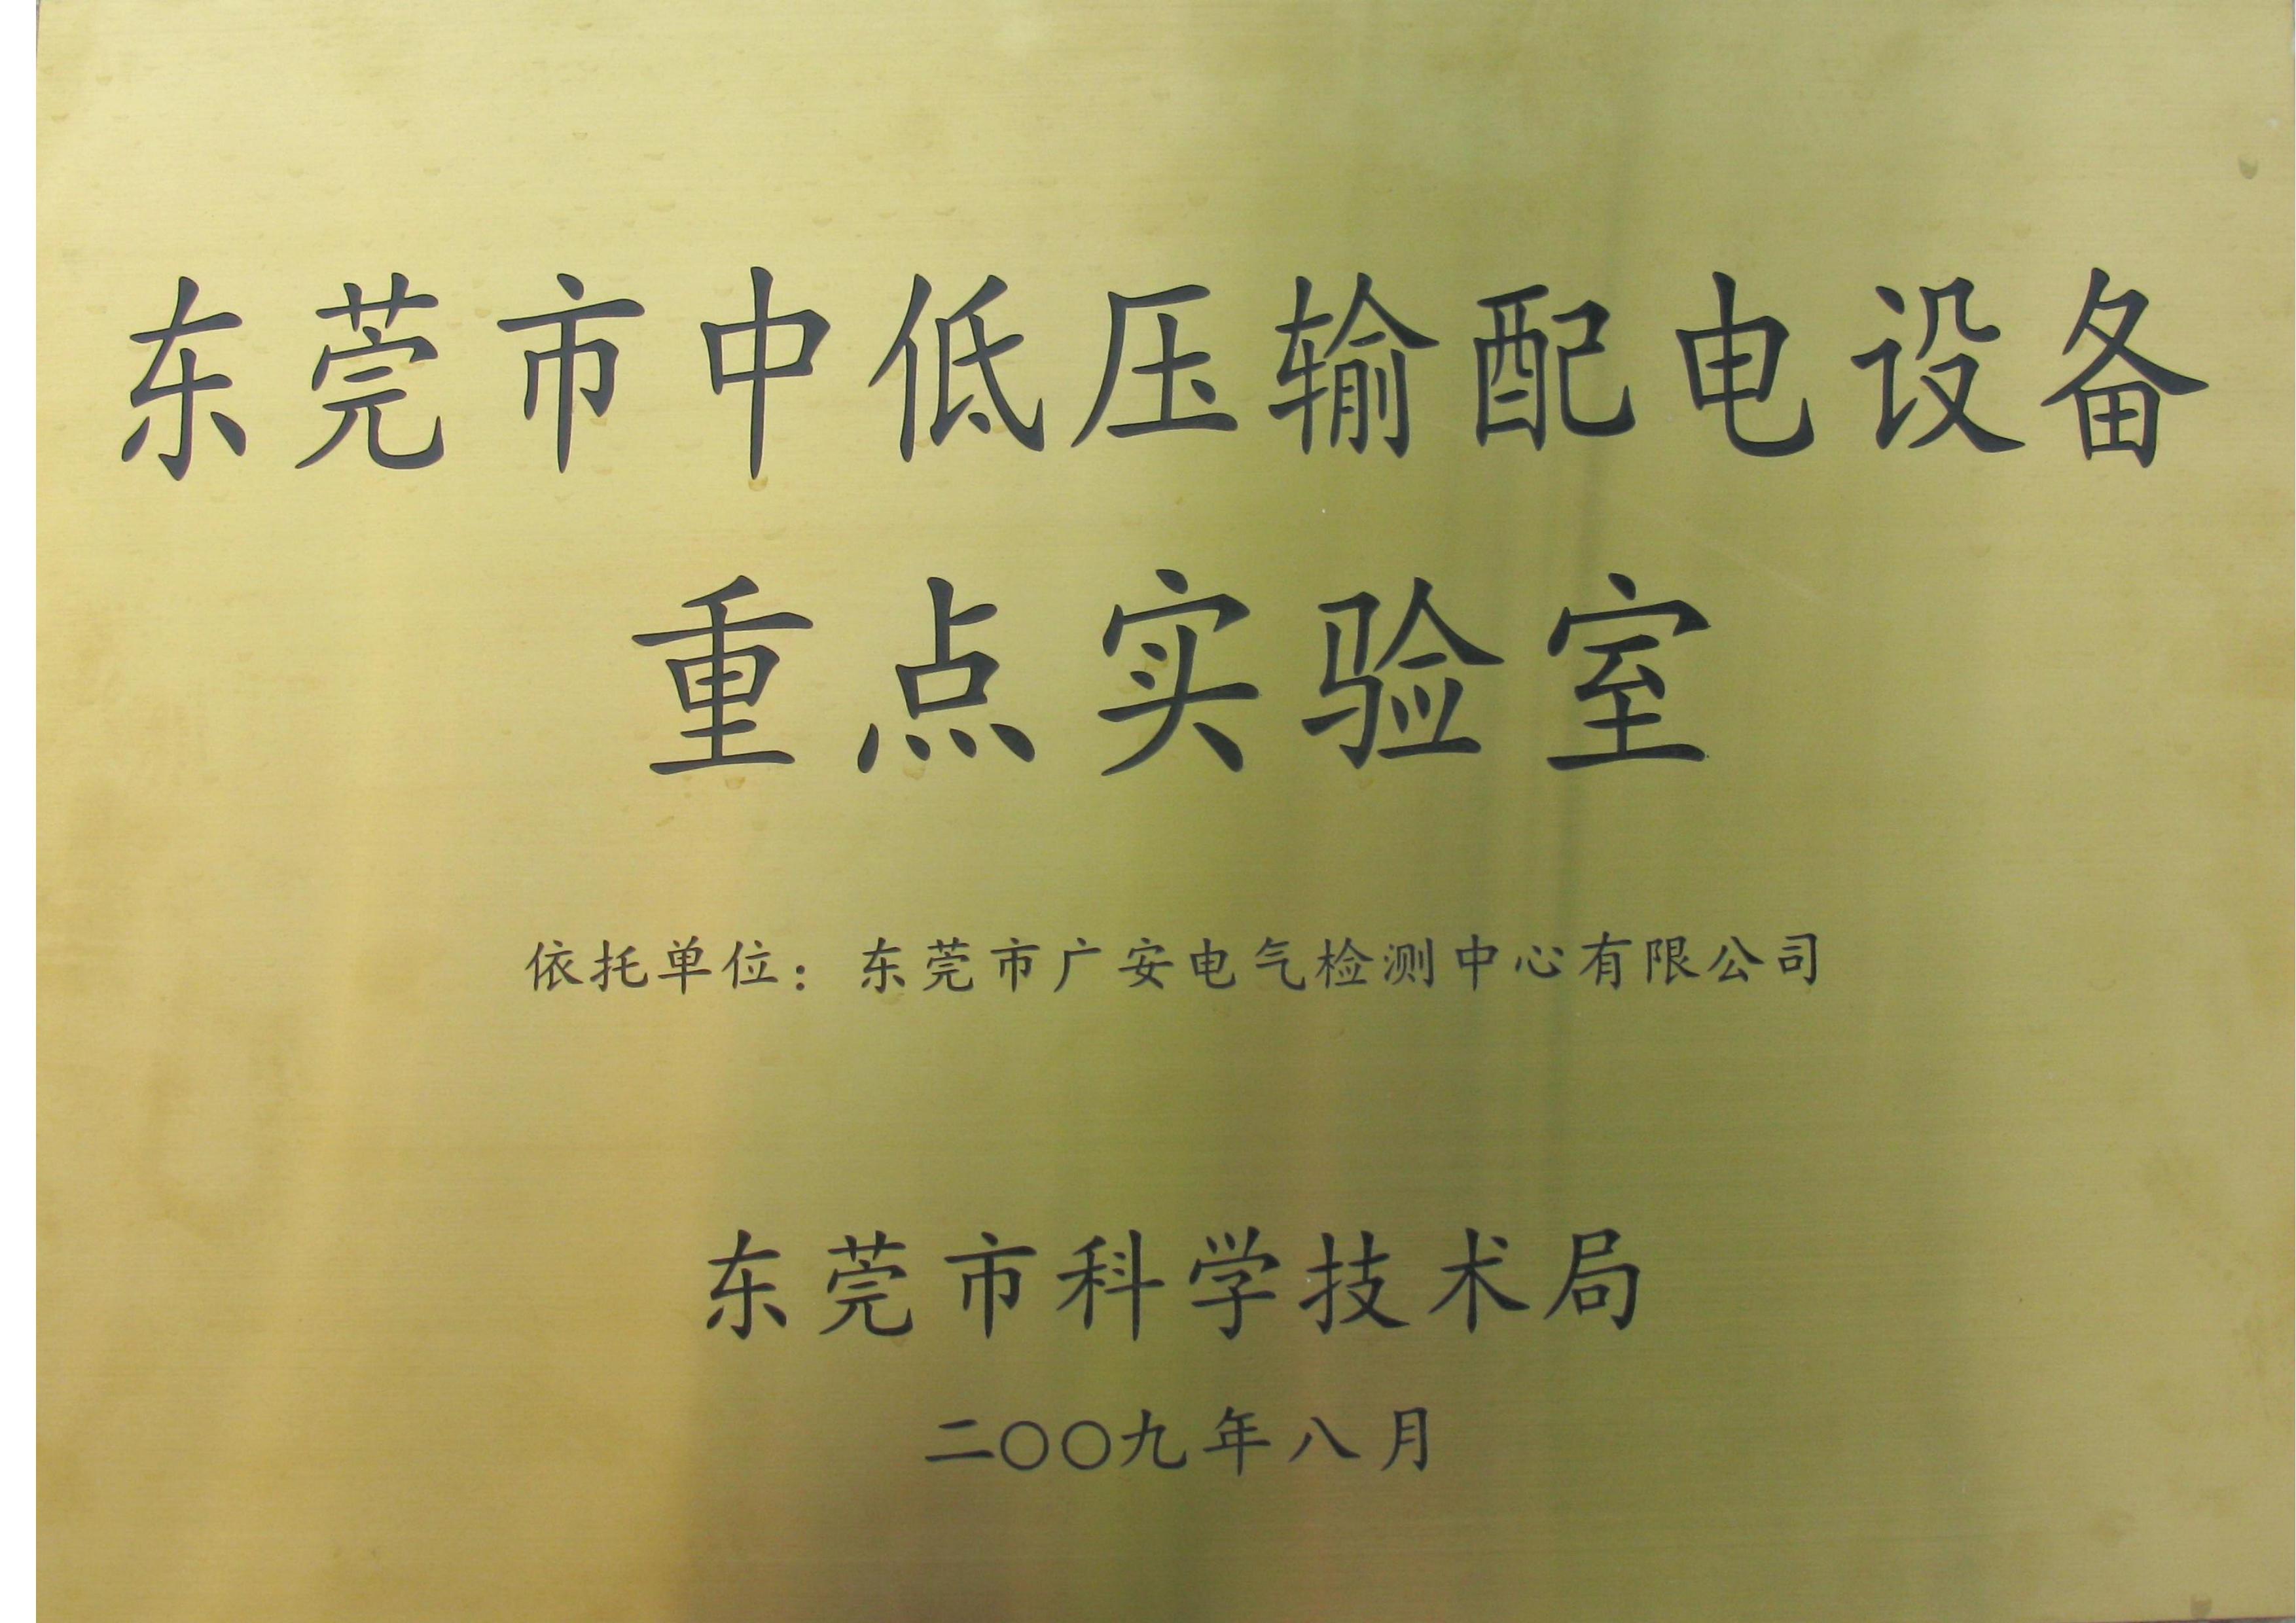 东莞市中低压输配电设备
重点实验室
依托单位：东莞市广安电气检测中心有限公司
东莞市科学技术局
二〇〇九年八月